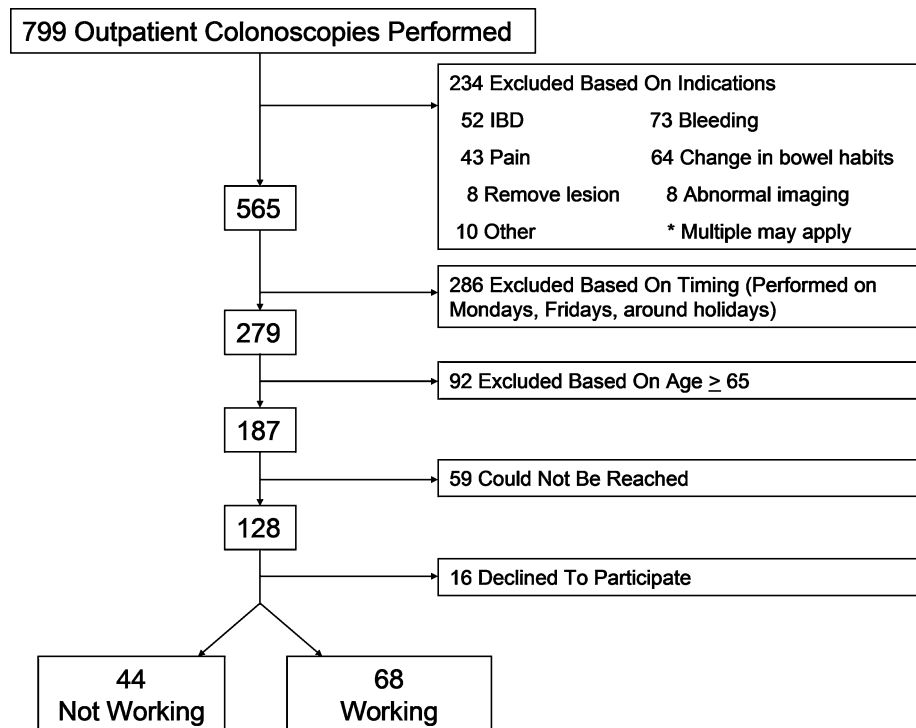 799 Outpatient Colonoscopies Performed
234 Excluded Based On Indications
52 IBD 73 Bleeding
43 Pain 64 Change in bowel habits
8 Remove lesion 8 Abnormal imaging
10 Other * Multiple may apply
565
286 Excluded Based On Timing (Performed on
Mondays, Fridays, around holidays)
279
92 Excluded Based On Age ≥ 65
187
59 Could Not Be Reached
128
16 Declined To Participate
44
Not Working
68
Working